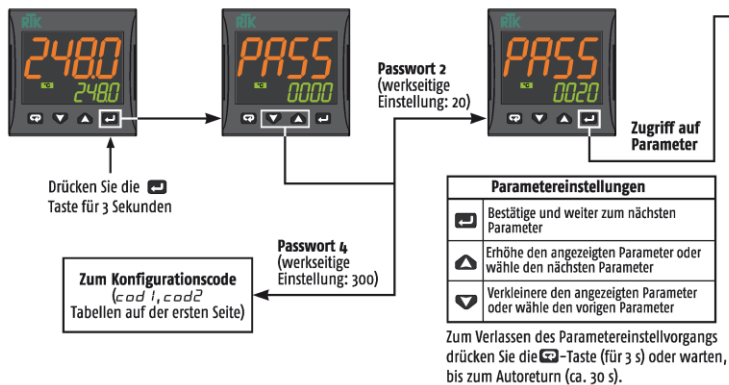 RTK
248.0
°C
248.0
RTK
PASS
°C
0000
Passwort 2
(werkseitige
Einstellung: 20)
RTK
PASS
°C
0020
Zugriff auf
Parameter
Drücken Sie die
Taste für 3 Sekunden
Passwort 4
(werkseitige
Einstellung: 300)
Zum Konfigurationscode
(cod1, cod2
Tabellen auf der ersten Seite)
Parametereinstellungen
Bestätige und weiter zum nächsten
Parameter
Erhöhe den angezeigten Parameter oder
wähle den nächsten Parameter
Verkleinere den angezeigten Parameter
oder wähle den vorigen Parameter
Zum Verlassen des Parametereinstellvorgangs
drücken Sie die -Taste (für 3 s) oder warten,
bis zum Autoreturn (ca. 30 s).